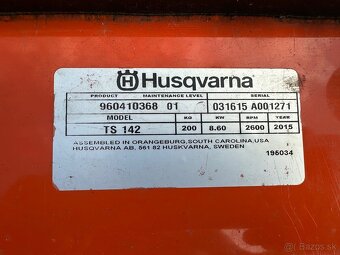 Husqvarna
PRODUCT MAINTENANCE LEVEL SERIAL
960410368 01 031615 A001271
MODEL KG KW RPM YEAR
TS 142 200 8.60 2600 2015
ASSEMBLED IN ORANGEBURG, SOUTH CAROLINA, USA
HUSQVARNA AB, 561 82 HUSKVARNA, SWEDEN
195034
bazos.sk